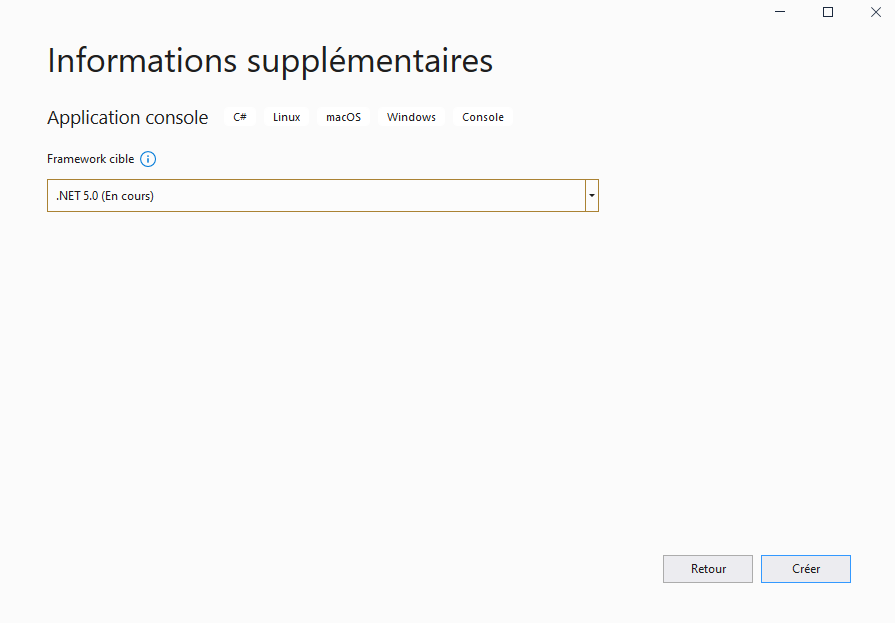 Informations supplémentaires
Application console C# Linux macOS Windows Console
Framework cible
.NET 5.0 (En cours)
Retour Créer